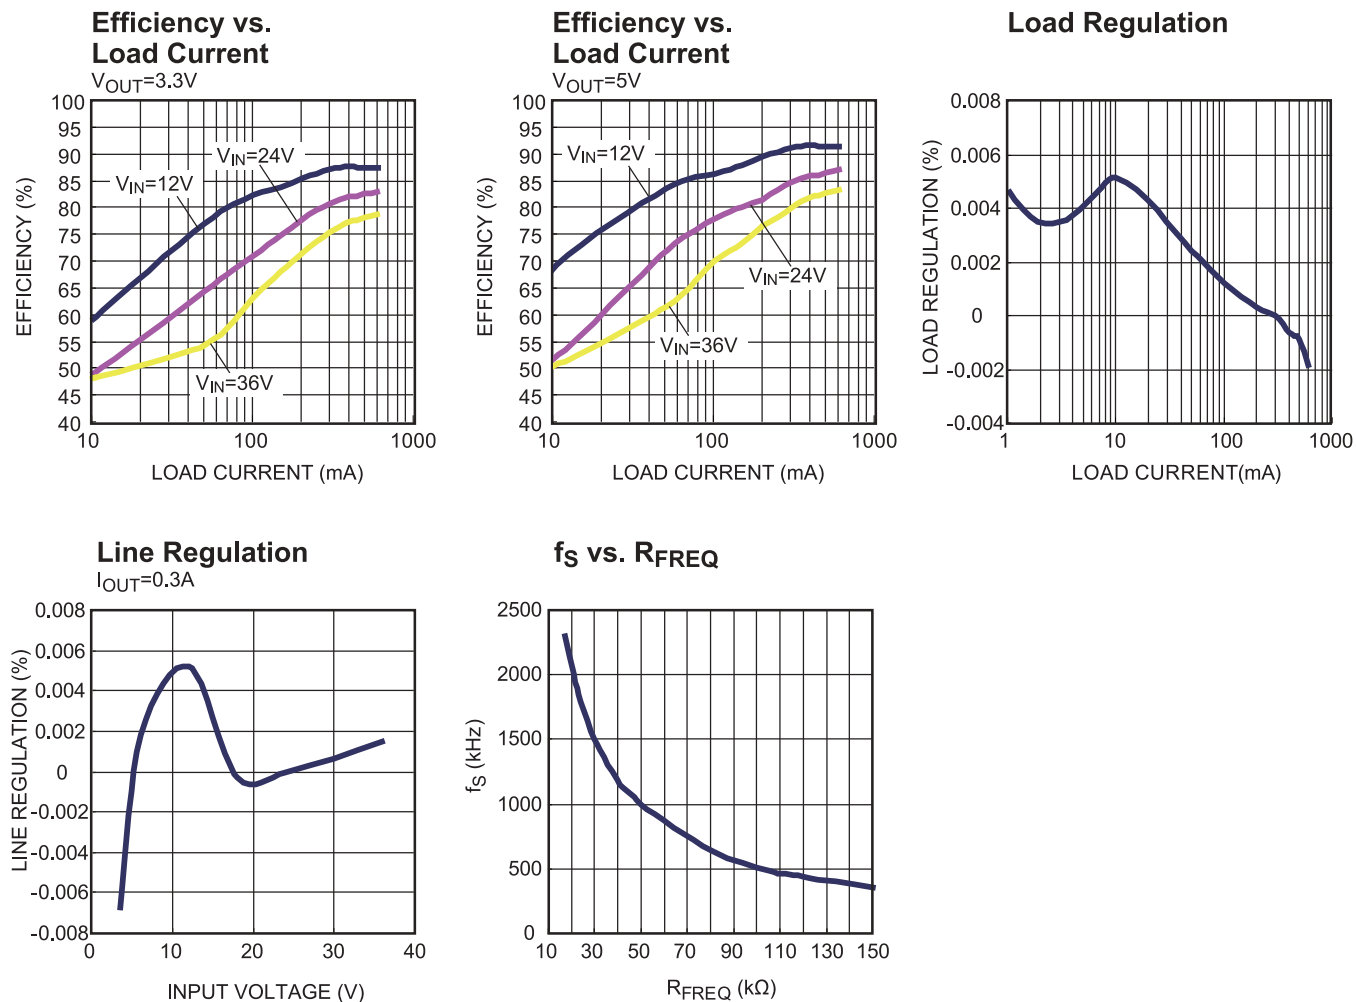 Efficiency vs.
Load Current
VOUT=3.3V
100
95
90
85
80
75
70
65
60
55
50
45
40
EFFICIENCY (%)
VIN=24V
VIN=12V
VIN=36V
10 100 1000
LOAD CURRENT (mA)
Efficiency vs.
Load Current
VOUT=5V
100
95
90
85
80
75
70
65
60
55
50
45
40
EFFICIENCY (%)
VIN=12V
VIN=24V
VIN=36V
10 100 1000
LOAD CURRENT (mA)
Load Regulation
0.008
0.006
0.004
0.002
0
-0.002
-0.004
LOAD REGULATION (%)
1 10 100 1000
LOAD CURRENT(mA)
Line Regulation
IOUT=0.3A
0.008
0.006
0.004
0.002
0
-0.002
-0.004
-0.006
-0.008
LINE REGULATION (%)
0 10 20 30 40
INPUT VOLTAGE (V)
fS vs. RFREQ
2500
2000
1500
1000
500
0
fS (kHz)
10 30 50 70 90 110 130 150
RFREQ (kΩ)